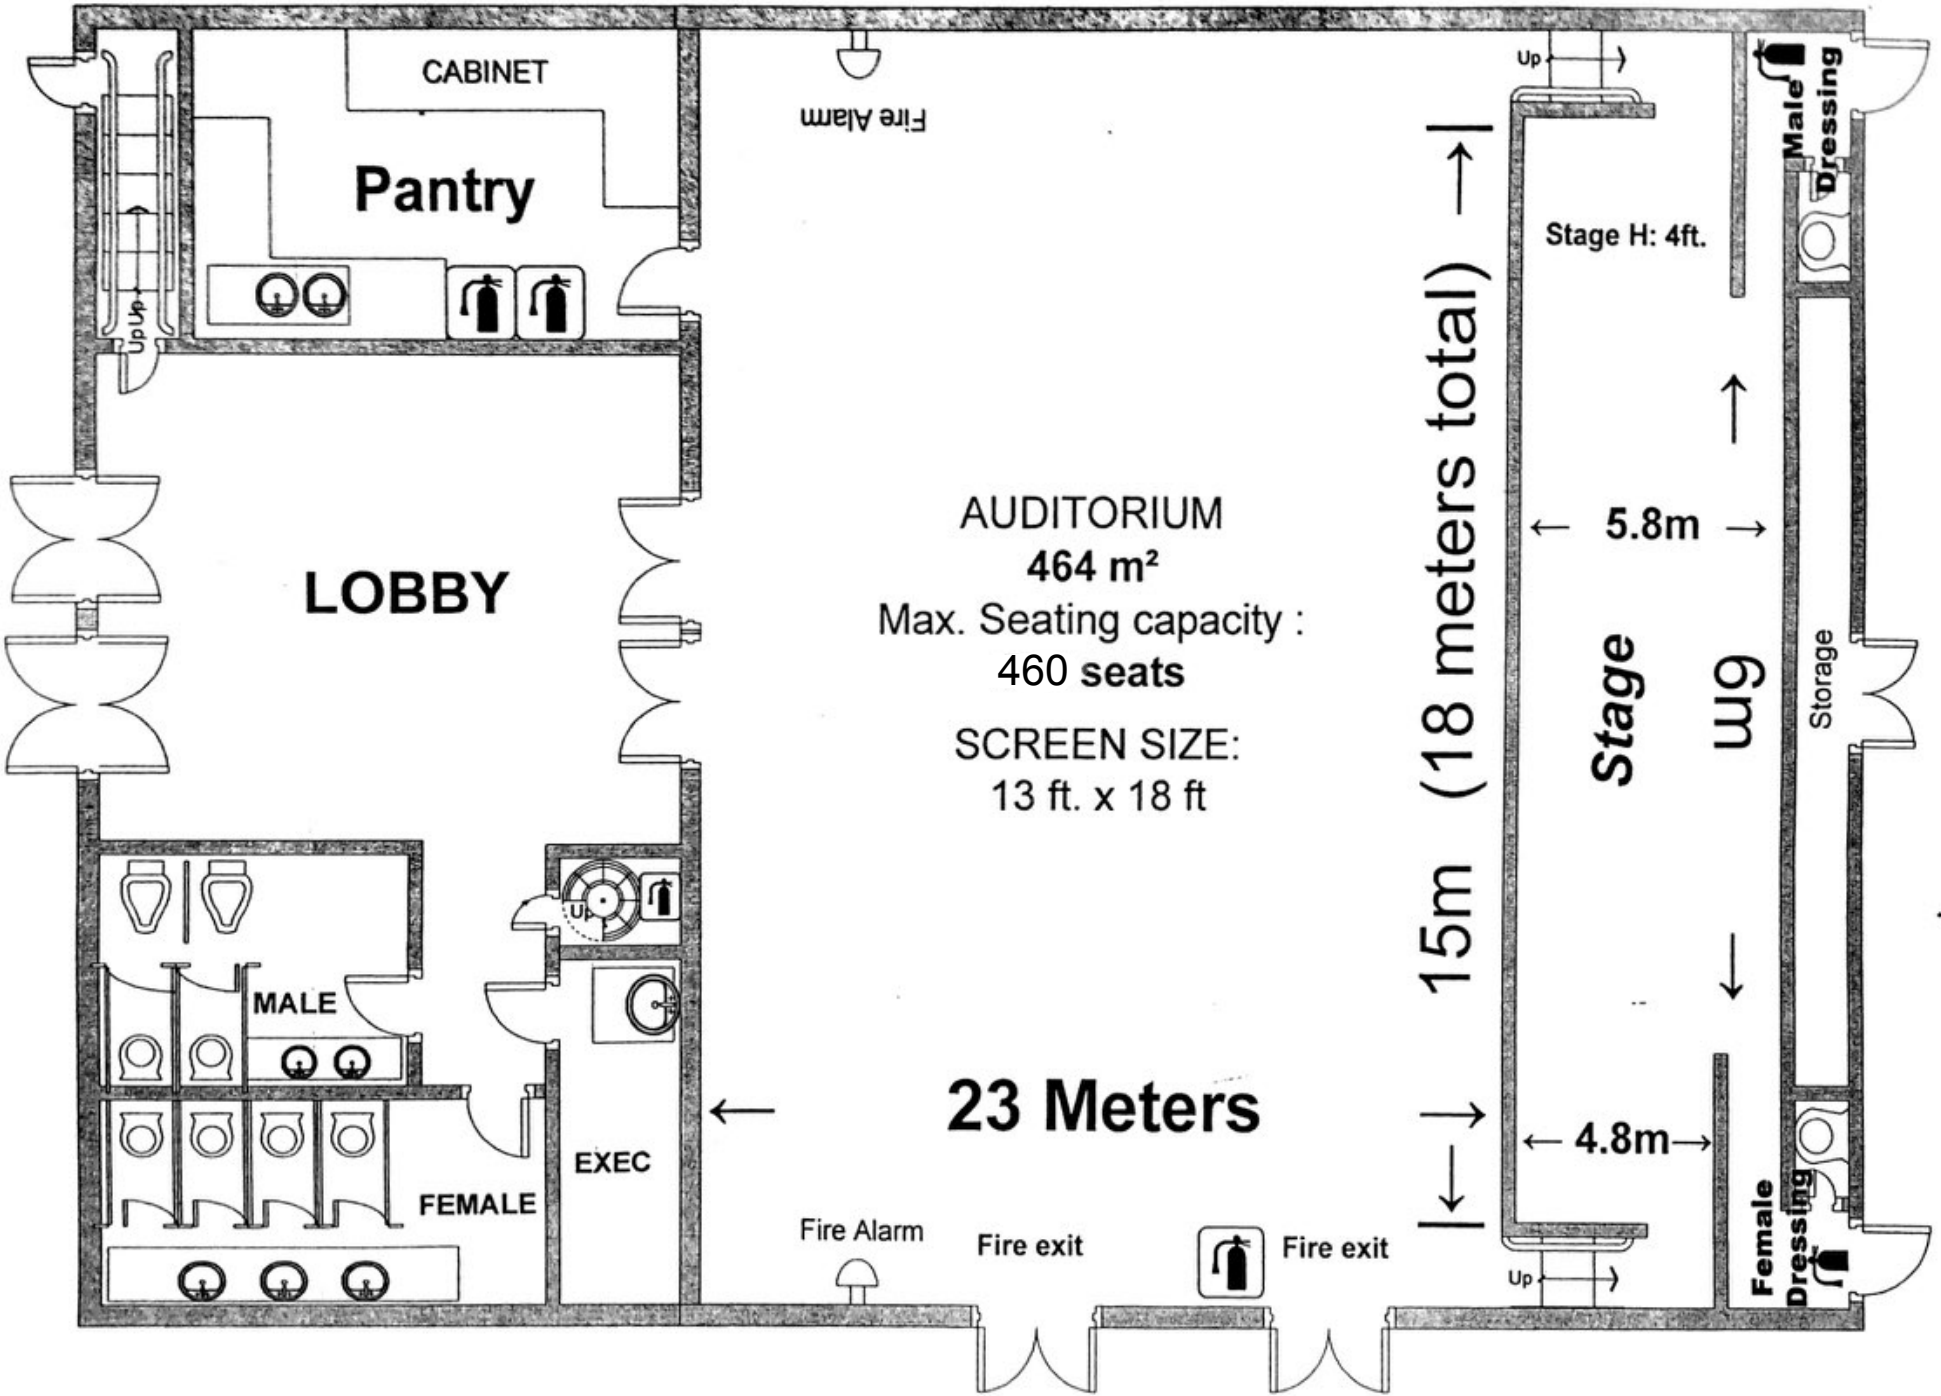 CABINET
Pantry
Up
Up
LOBBY
MALE
FEMALE
EXEC
Up
Fire Alarm
AUDITORIUM
464 m²
Max. Seating capacity :
460 seats
SCREEN SIZE:
13 ft. x 18 ft
23 Meters
Fire Alarm
Fire exit
Fire exit
15m (18 meters total)
Up
Stage H: 4ft.
5.8m
Stage
6m
4.8m
Up
Male
Dressing
Storage
Female
Dressing